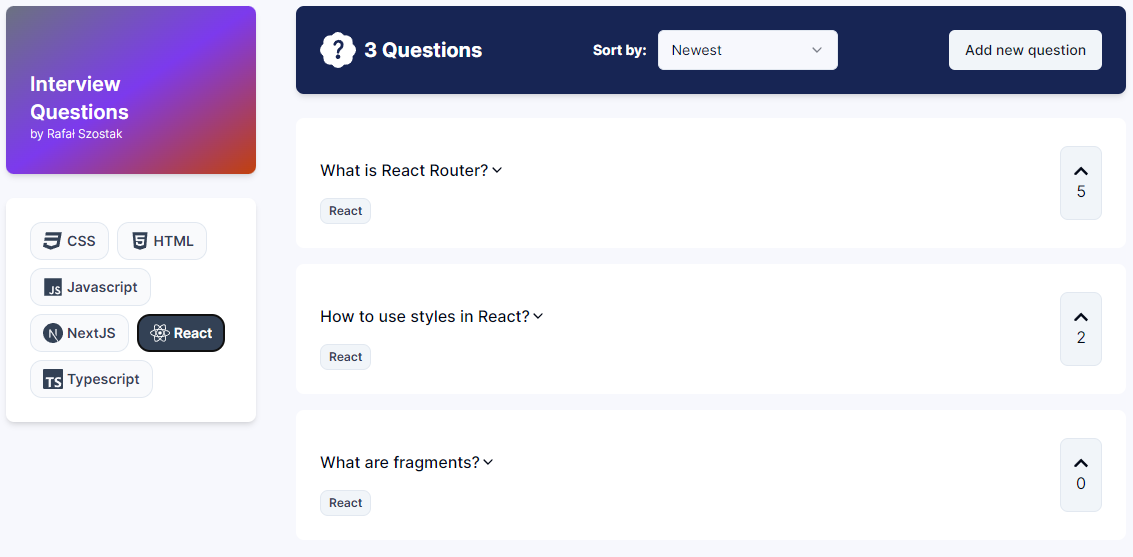 Interview
Questions
by Rafał Szostak
CSS
HTML
JS Javascript
N NextJS
React
TS Typescript
? 3 Questions
Sort by:
Newest
Add new question
What is React Router?
React
5
How to use styles in React?
React
2
What are fragments?
React
0